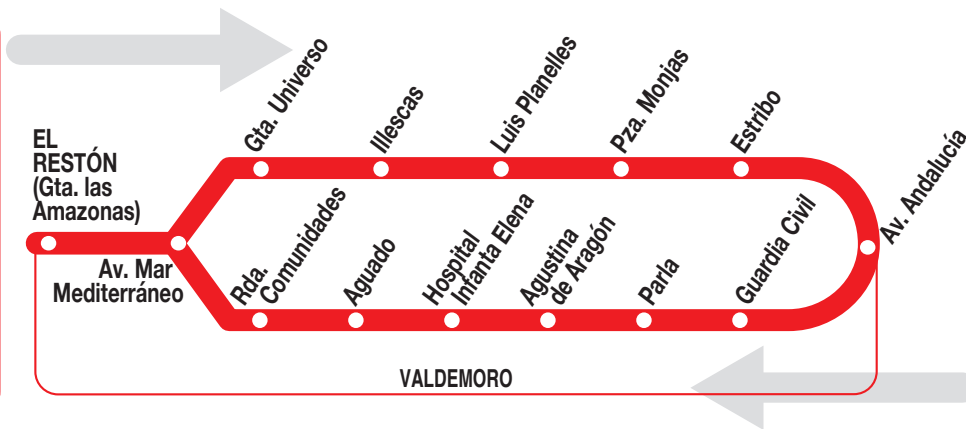 EL
RESTÓN
(Gta. las
Amazonas)
Av. Mar
Mediterráneo
Gta. Universo
Illescas
Luis Planelles
Pza. Monjas
Estribo
Av. Andalucía
Rda.
Comunidades
Aguado
Hospital
Infanta Elena
Agustina
de Aragón
Parla
Guardia Civil
VALDEMORO